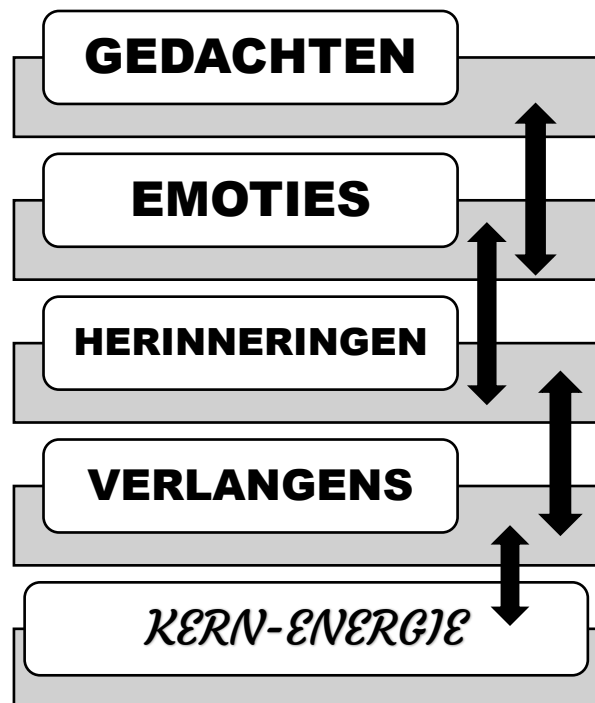 GEDACHTEN
EMOTIES
HERINNERINGEN
VERLANGENS
KERN-ENERGIE